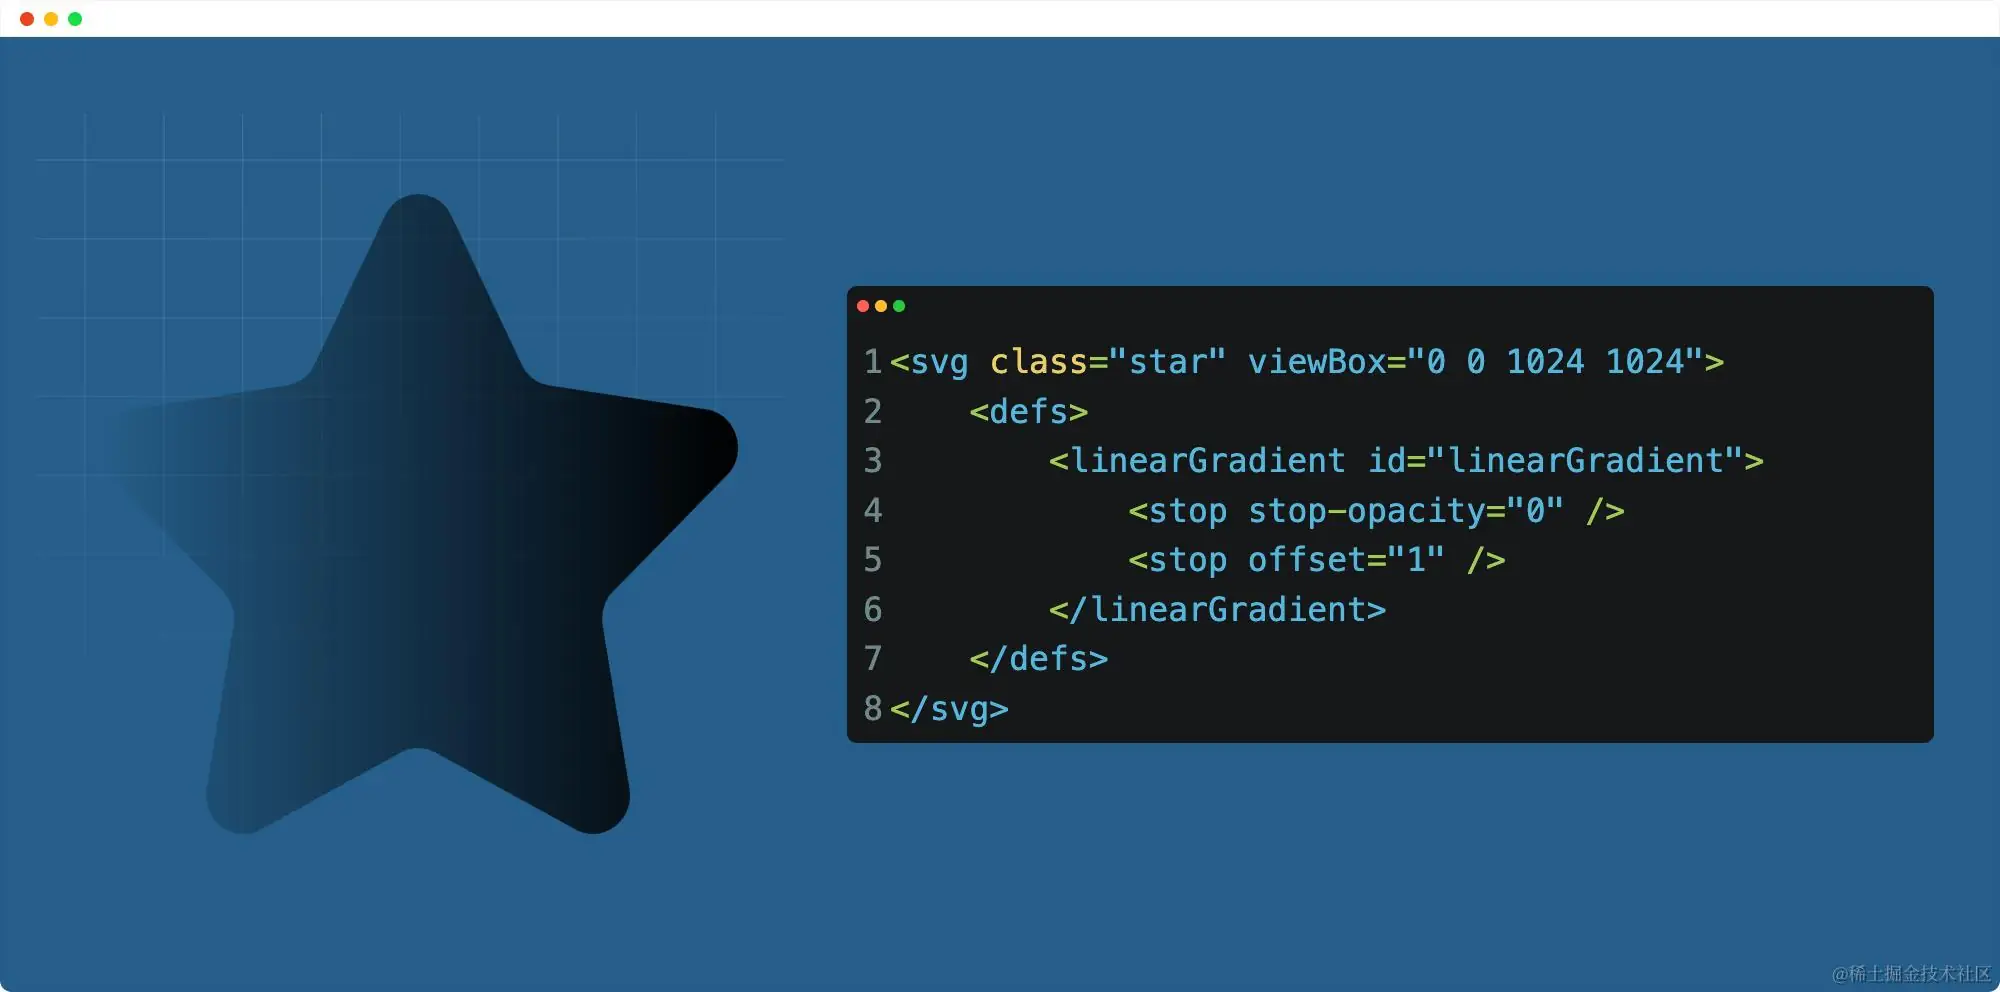 1<svg class="star" viewBox="0 0 1024 1024">
2    <defs>
3        <linearGradient id="linearGradient">
4            <stop stop-opacity="0" />
5            <stop offset="1" />
6        </linearGradient>
7    </defs>
8</svg>
@稀土掘金技术社区